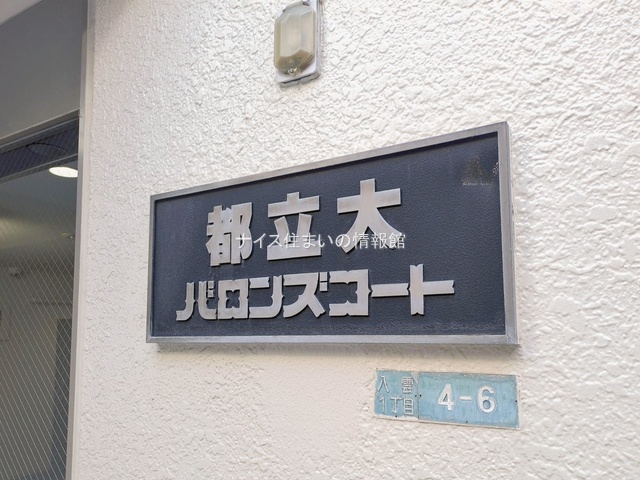 都立大
ナイス住まいの情報館
バロンズコート
八雲
1丁目
4-6